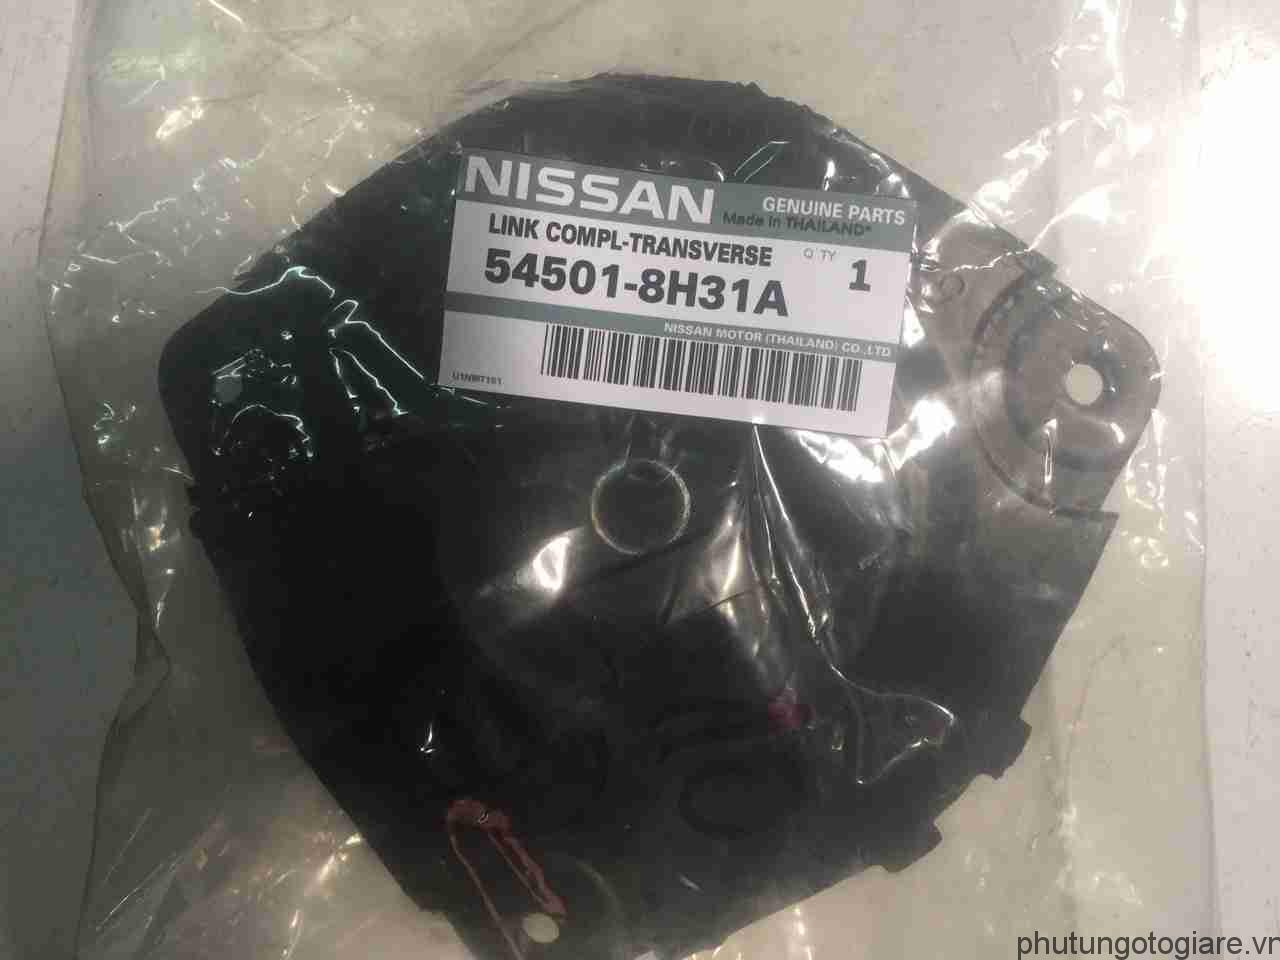 NISSAN
GENUINE PARTS
Made in THAILAND*
LINK COMPL-TRANSVERSE
Q'TY
54501-8H31A
1
NISSAN MOTOR (THAILAND) CO.,LTD
phutungotogiare.vn